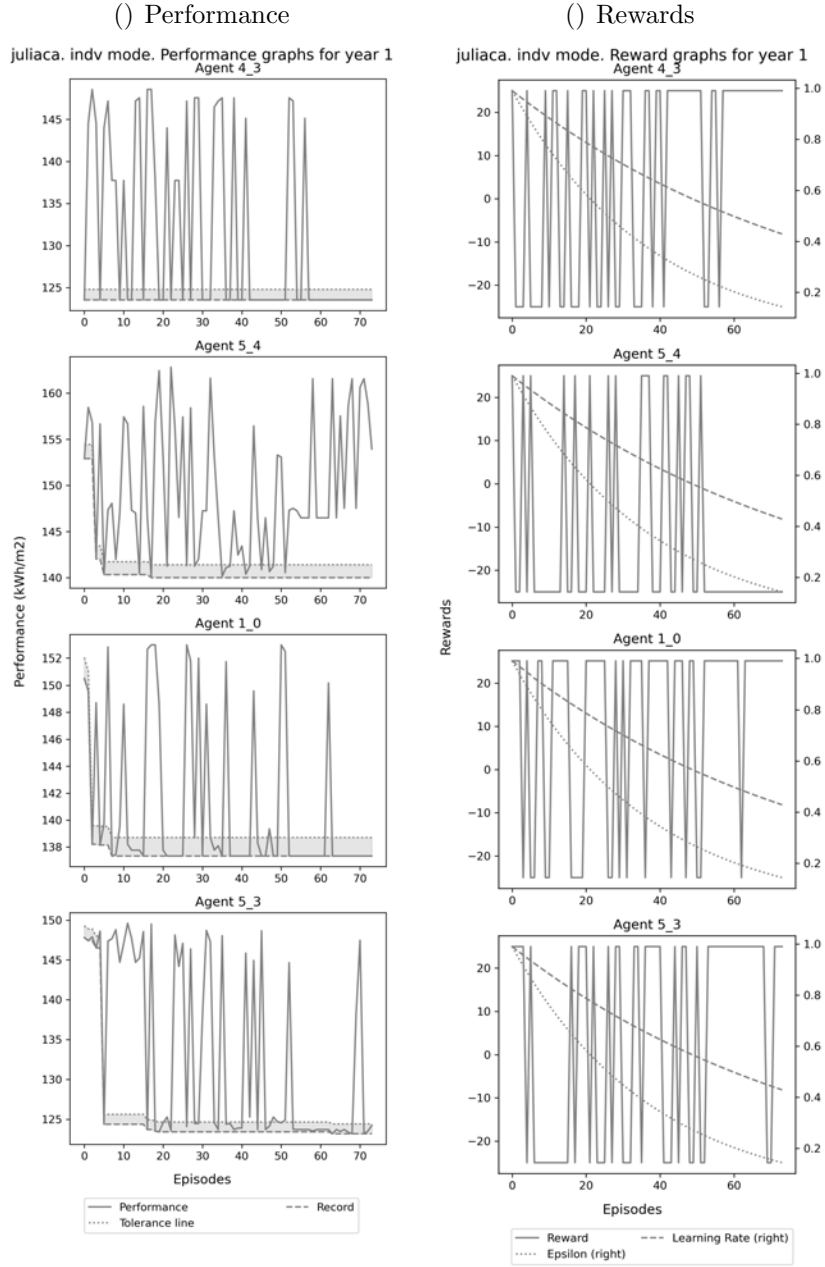 () Performance
juliaca. indv mode. Performance graphs for year 1
Agent 4_3
145
140
135
130
125
0 10 20 30 40 50 60 70
Agent 5_4
160
155
150
145
140
0 10 20 30 40 50 60 70
Agent 1_0
152
150
148
146
144
142
140
138
0 10 20 30 40 50 60 70
Agent 5_3
150
145
140
135
130
125
0 10 20 30 40 50 60 70
Performance (kWh/m2)
Episodes
Performance
Tolerance line
Record
() Rewards
juliaca. indv mode. Reward graphs for year 1
Agent 4_3
20
10
0
−10
−20
1.0
0.8
0.6
0.4
0.2
0 20 40 60
Agent 5_4
20
10
0
−10
−20
1.0
0.8
0.6
0.4
0.2
0 20 40 60
Agent 1_0
20
10
0
−10
−20
1.0
0.8
0.6
0.4
0.2
0 20 40 60
Agent 5_3
20
10
0
−10
−20
1.0
0.8
0.6
0.4
0.2
0 20 40 60
Rewards
Episodes
Reward
Epsilon (right)
Learning Rate (right)